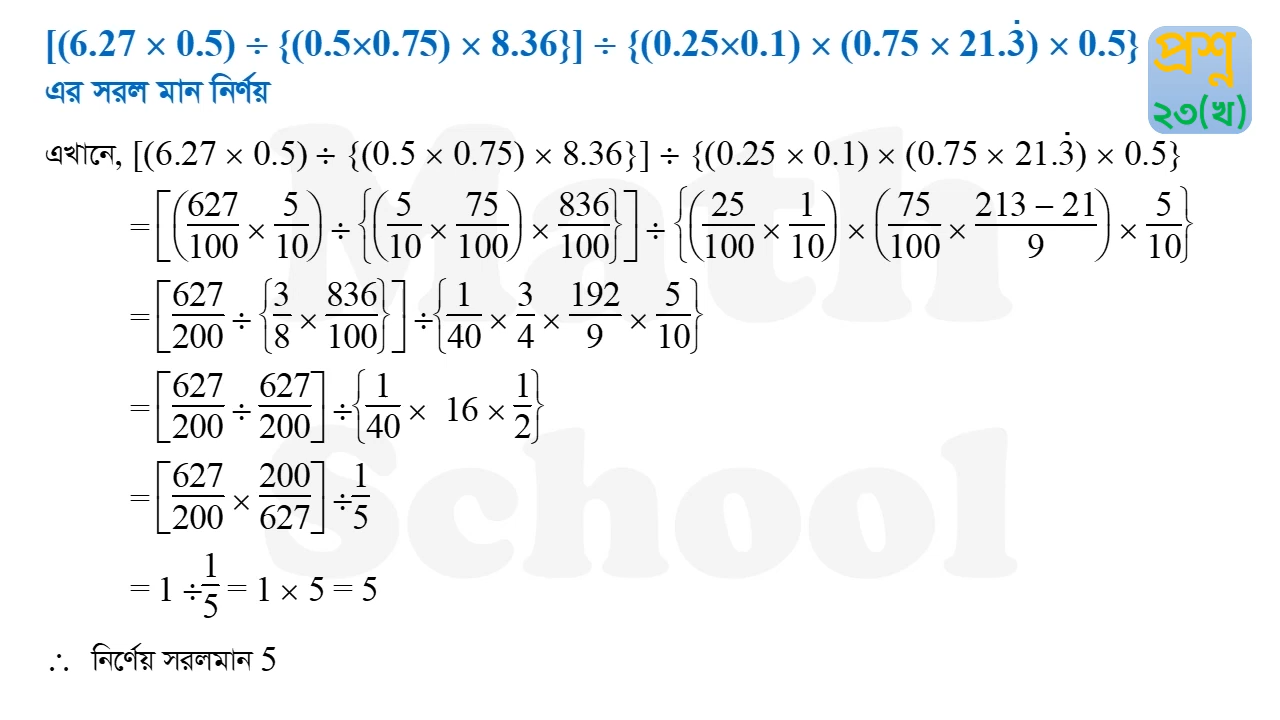 [(6.27 × 0.5) ÷ {(0.5×0.75) × 8.36}] ÷ {(0.25×0.1) × (0.75 × 21.3̇) × 0.5}
এর সরল মান নির্ণয়
প্রশ্ন
২৩(খ)
এখানে, [(6.27 × 0.5) ÷ {(0.5 × 0.75) × 8.36}] ÷ {(0.25 × 0.1) × (0.75 × 21.3̇) × 0.5}
= [(627/100 × 5/10) ÷ {(5/10 × 75/100) × 836/100}] ÷ {(25/100 × 1/10) × (75/100 × (213 − 21)/9) × 5/10}
= [627/200 ÷ {3/8 × 836/100}] ÷ {1/40 × 3/4 × 192/9 × 5/10}
= [627/200 ÷ 627/200] ÷ {1/40 × 16 × 1/2}
= [627/200 × 200/627] ÷ 1/5
= 1 ÷ 1/5 = 1 × 5 = 5
∴ নির্ণেয় সরলমান 5
Math
School